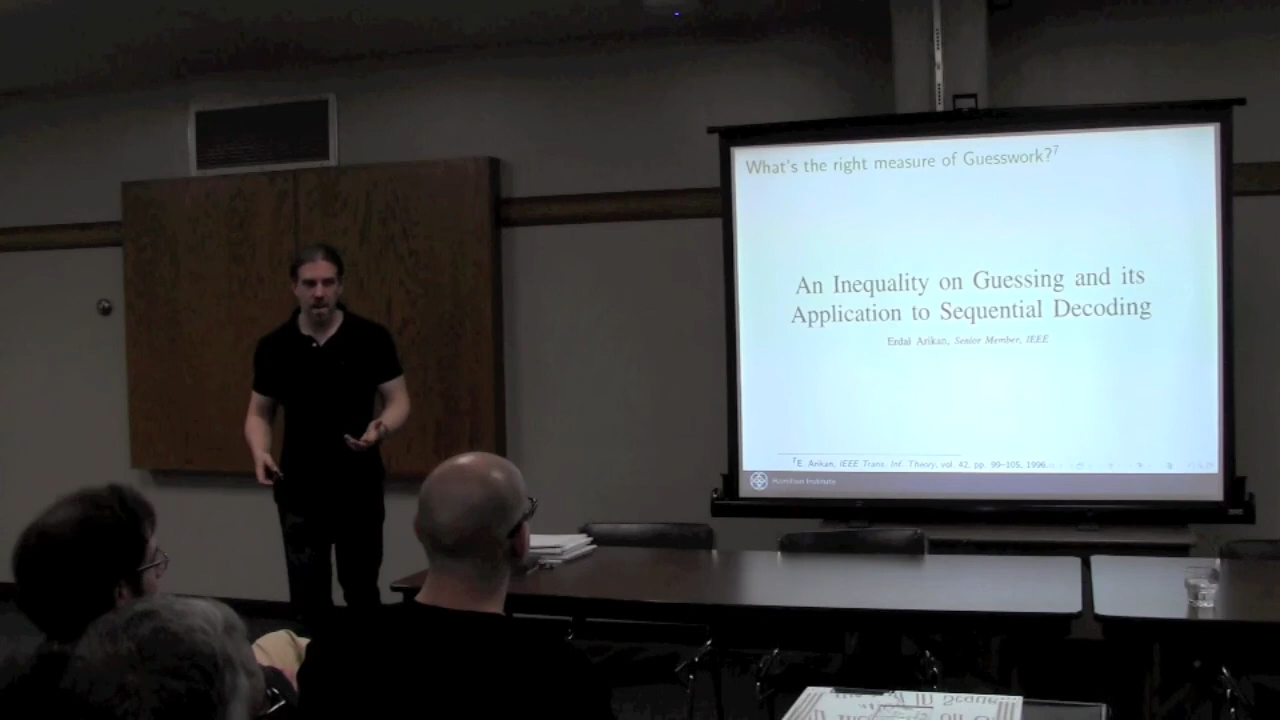 What's the right measure of Guesswork?⁷
An Inequality on Guessing and its
Application to Sequential Decoding
Erdal Arikan, Senior Member, IEEE
⁷E. Arikan, IEEE Trans. Inf. Theory, vol. 42, pp. 99–105, 1996.
Hamilton Institute